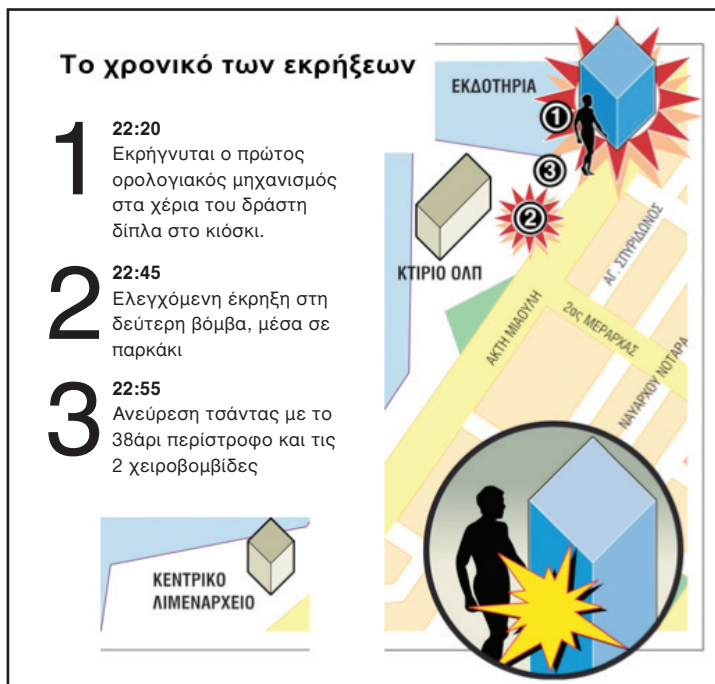 Το χρονικό των εκρήξεων
1
22:20
Εκρήγνυται ο πρώτος
ορολογιακός μηχανισμός
στα χέρια του δράστη
δίπλα στο κιόσκι.
2
22:45
Ελεγχόμενη έκρηξη στη
δεύτερη βόμβα, μέσα σε
παρκάκι
3
22:55
Ανεύρεση τσάντας με το
38άρι περίστροφο και τις
2 χειροβομβίδες
ΚΕΝΤΡΙΚΟ
ΛΙΜΕΝΑΡΧΕΙΟ
ΕΚΔΟΤΗΡΙΑ
1
3
2
ΚΤΙΡΙΟ ΟΛΠ
ΑΓ. ΣΠΥΡΙΔΩΝΟΣ
ΑΚΤΗ ΜΙΑΟΥΛΗ
2ας ΜΕΡΑΡΧΑΣ
ΝΑΥΑΡΧΟΥ ΝΟΤΑΡΑ